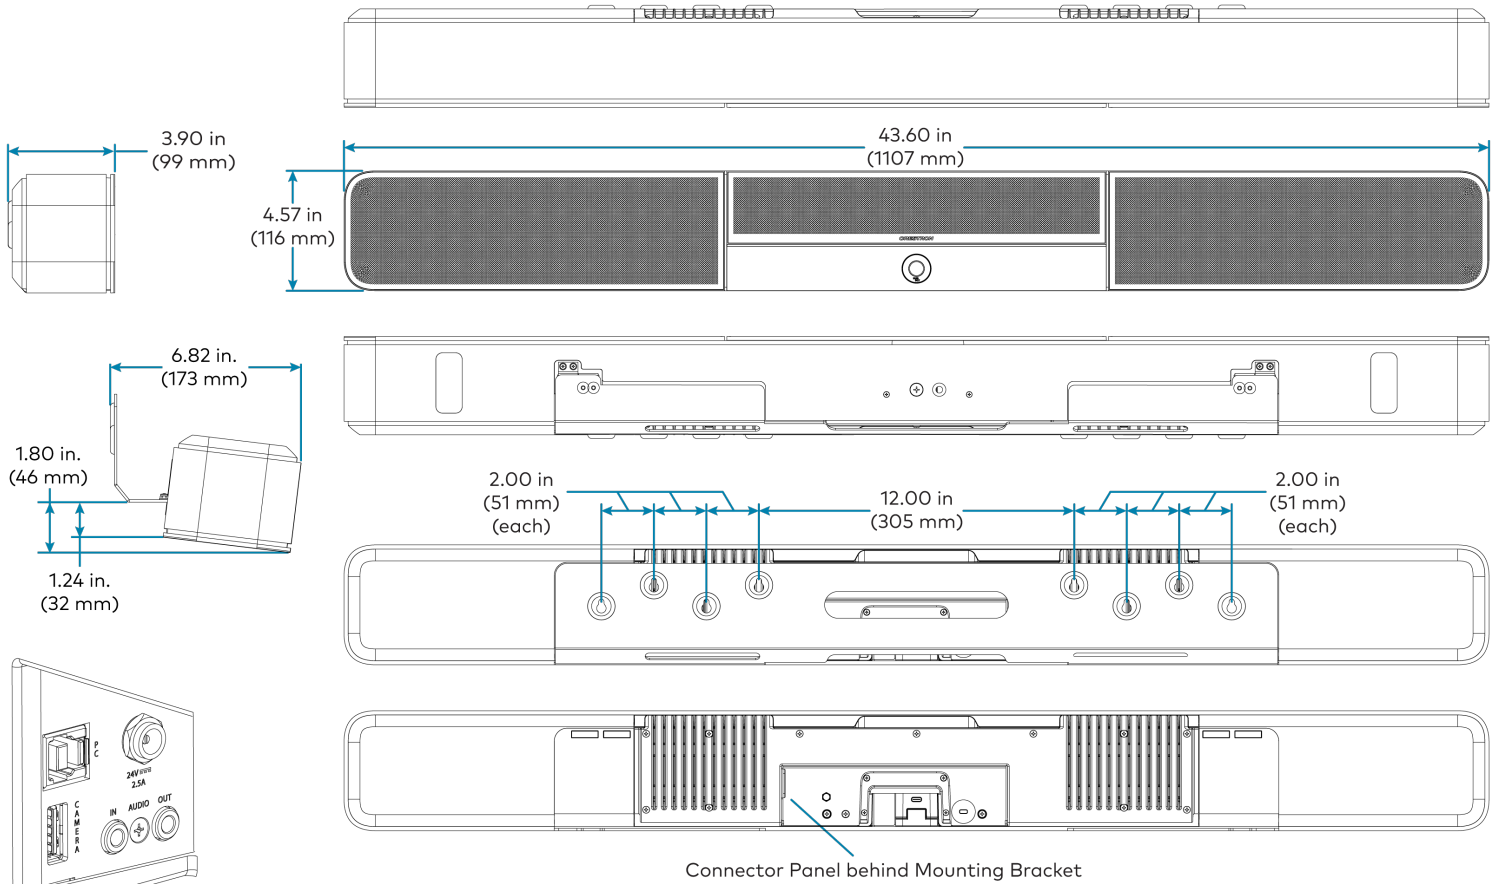 3.90 in
(99 mm)
43.60 in
(1107 mm)
4.57 in
(116 mm)
CRESTRON
6.82 in.
(173 mm)
1.80 in.
(46 mm)
1.24 in.
(32 mm)
2.00 in
(51 mm)
(each)
12.00 in
(305 mm)
2.00 in
(51 mm)
(each)
PC
24V
2.5A
CAMERA
IN
AUDIO
OUT
Connector Panel behind Mounting Bracket